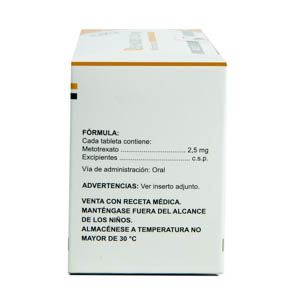 FÓRMULA:
Cada tableta contiene:
Metotrexato ................................ 2,5 mg
Excipientes ................................ c.s.p.
Vía de administración: Oral
ADVERTENCIAS: Ver inserto adjunto.
VENTA CON RECETA MÉDICA.
MANTÉNGASE FUERA DEL ALCANCE
DE LOS NIÑOS.
ALMACÉNESE A TEMPERATURA NO
MAYOR DE 30 °C